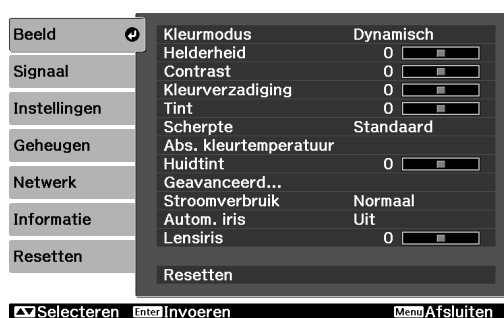 Beeld
Signaal
Instellingen
Geheugen
Netwerk
Informatie
Resetten
Kleurmodus Dynamisch
Helderheid 0
Contrast 0
Kleurverzadiging 0
Tint 0
Scherpte Standaard
Abs. kleurtemperatuur
Huidtint 0
Geavanceerd...
Stroomverbruik Normaal
Autom. iris Uit
Lensiris 0
Resetten
Selecteren Enter Invoeren Menu Afsluiten